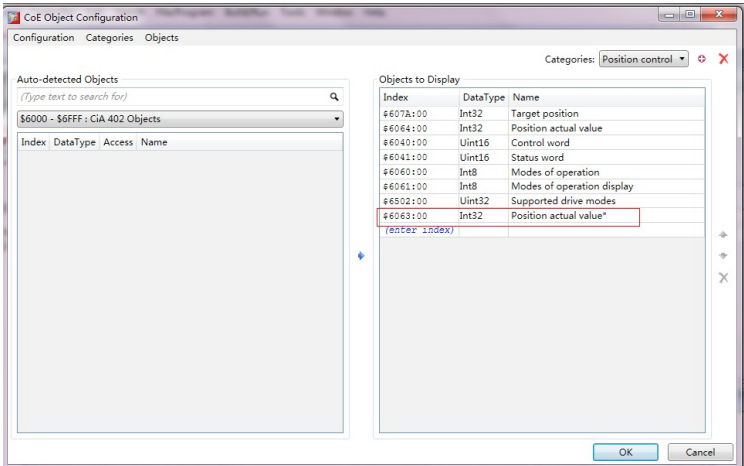 CoE Object Configuration
Configuration Categories Objects
Categories: Position control
Auto-detected Objects
(Type text to search for)
$6000 - $6FFF : CiA 402 Objects
Index DataType Access Name
Objects to Display
Index DataType Name
$607A:00 Int32 Target position
$6064:00 Int32 Position actual value
$6040:00 Uint16 Control word
$6041:00 Uint16 Status word
$6060:00 Int8 Modes of operation
$6061:00 Int8 Modes of operation display
$6502:00 Uint32 Supported drive modes
$6063:00 Int32 Position actual value*
(enter index)
OK Cancel